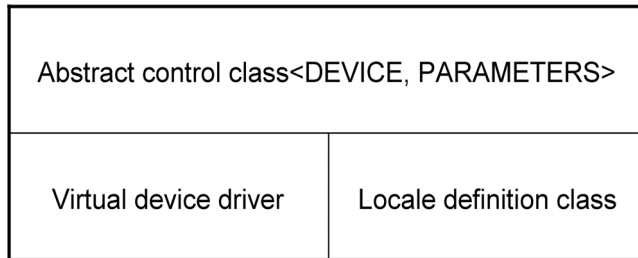 Abstract control class<DEVICE, PARAMETERS>
Virtual device driver
Locale definition class